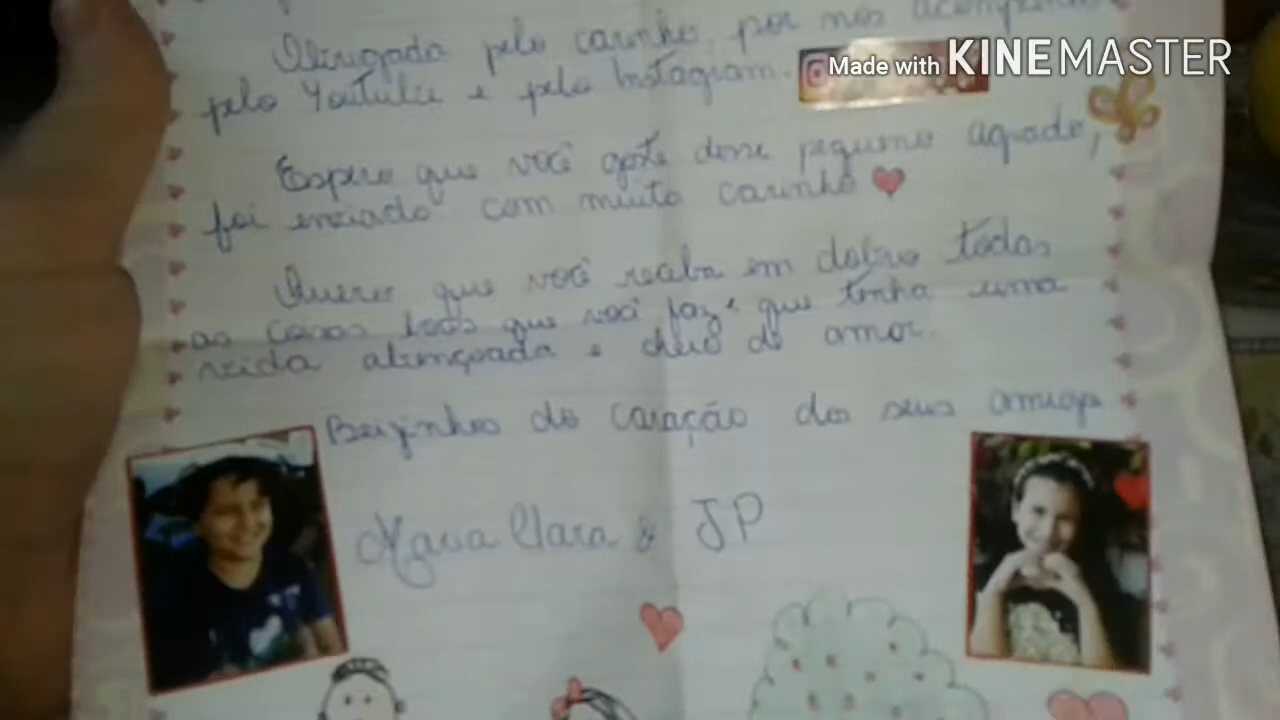 Made with KINEMASTER
Obrigada pelo carinho, por nos
pelo Youtube e pelo Instagram.
Espero que você goste desse pequeno agrado,
foi enviado com muito carinho
Quero que você receba em dobro todas
as coisas boas que você faz e que tenha uma
vida abençoada e cheio de amor.
Beijinhos do coração dos seus amigos
Maria Clara & JP